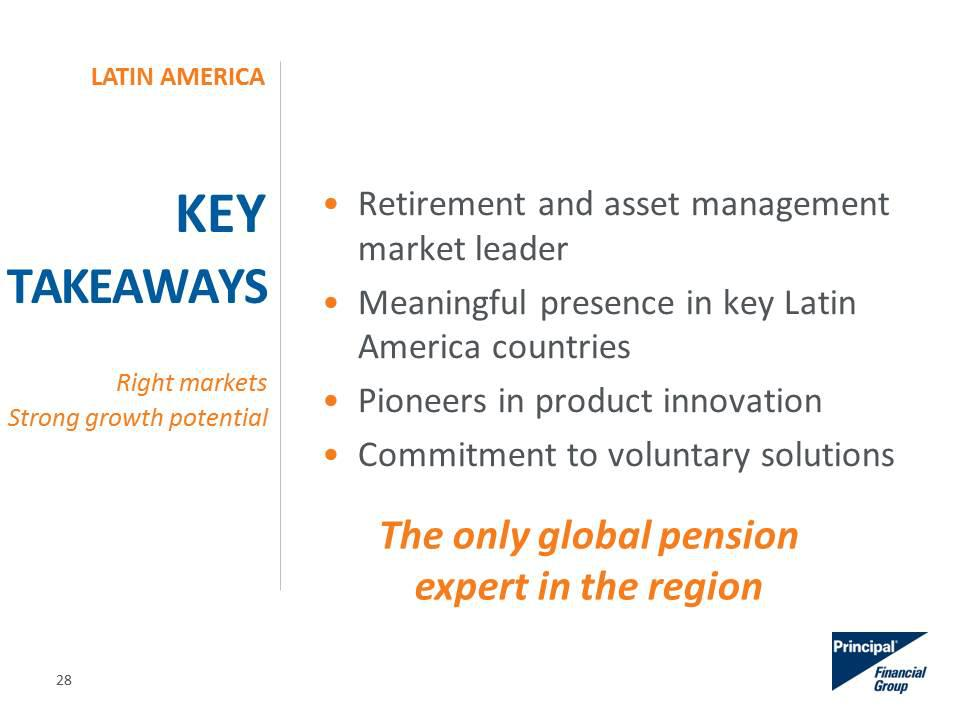 LATIN AMERICA
KEY
TAKEAWAYS
Right markets
Strong growth potential
• Retirement and asset management
market leader
• Meaningful presence in key Latin
America countries
• Pioneers in product innovation
• Commitment to voluntary solutions
The only global pension
expert in the region
28
Principal®
Financial
Group